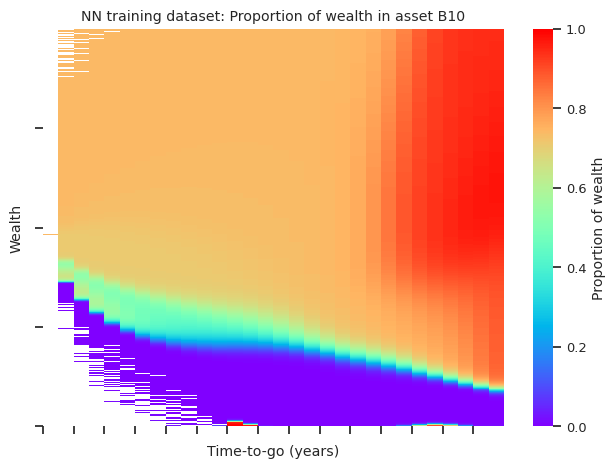 NN training dataset: Proportion of wealth in asset B10
Wealth
Time-to-go (years)
1.0
0.8
0.6
0.4
0.2
0.0
Proportion of wealth